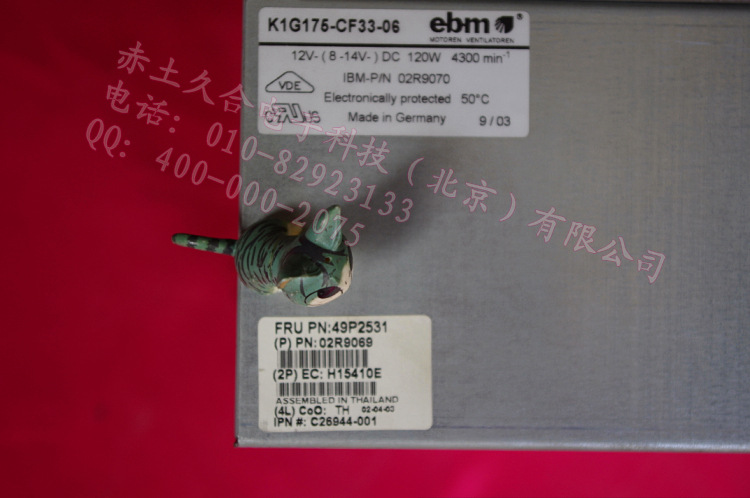 K1G175-CF33-06
ebm
MOTOREN VENTILATOREN
12V- ( 8 -14V- ) DC 120W 4300 min-1
VDE
IBM-P/N 02R9070
Electronically protected 50°C
Made in Germany 9 / 03
赤土久合电子科技（北京）有限公司
电话：010-82923133
QQ：400-000-2075
FRU PN:49P2531
(P) PN: 02R9069
(2P) EC: H15410E
ASSEMBLED IN THAILAND
(4L) CoO: TH 02-04-03
IPN #: C26944-001